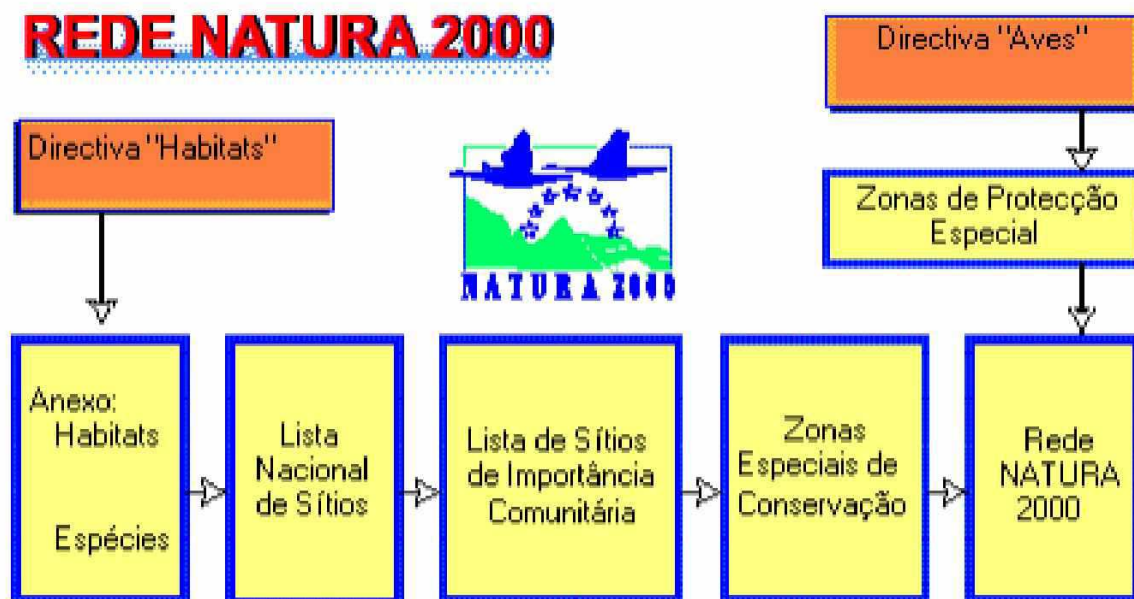 REDE NATURA 2000
Directiva "Aves"
Directiva "Habitats"
Zonas de Protecção
Especial
NATURA 2000
Anexo:
Habitats
Espécies
Lista
Nacional
de Sítios
Lista de Sítios
de Importância
Comunitária
Zonas
Especiais de
Conservação
Rede
NATURA
2000